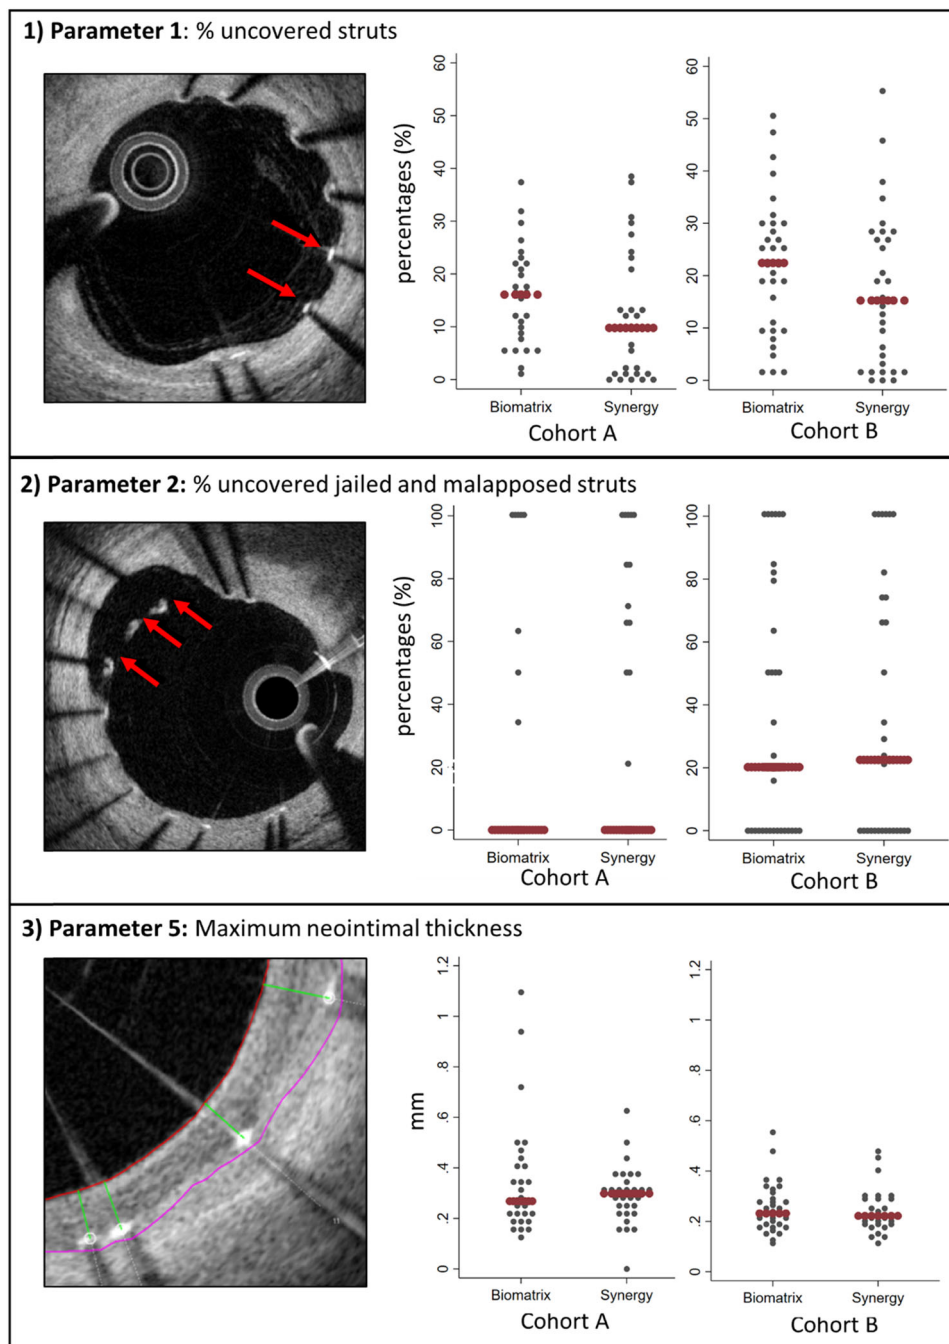 1) Parameter 1: % uncovered struts
percentages (%)
60
50
40
30
20
10
0
Biomatrix Synergy
Cohort A
60
50
40
30
20
10
0
Biomatrix Synergy
Cohort B
2) Parameter 2: % uncovered jailed and malapposed struts
percentages (%)
100
80
60
40
20
0
Biomatrix Synergy
Cohort A
100
80
60
40
20
0
Biomatrix Synergy
Cohort B
3) Parameter 5: Maximum neointimal thickness
11
mm
1.2
1
.8
.6
.4
.2
0
Biomatrix Synergy
Cohort A
1.2
1
.8
.6
.4
.2
0
Biomatrix Synergy
Cohort B